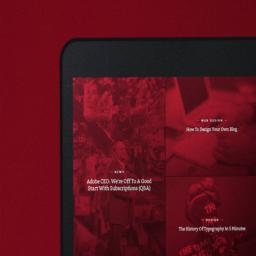 WEB DESIGN
How To Design Your Own Blog
NEWS
Adobe CEO: We're Off To A Good
Start With Subscriptions (Q&A)
DESIGN
The History Of Typography In 5 Minutes